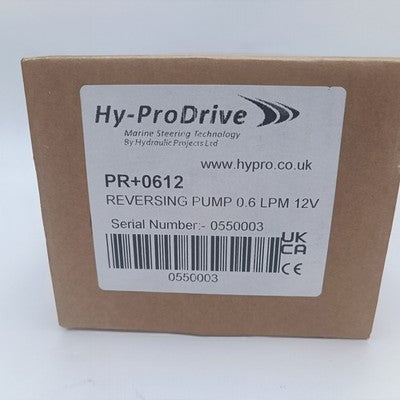 Hy-ProDrive
Marine Steering Technology
By Hydraulic Projects Ltd
www.hypro.co.uk
PR+0612
REVERSING PUMP 0.6 LPM 12V
Serial Number:- 0550003
UK
CA
CE
0550003